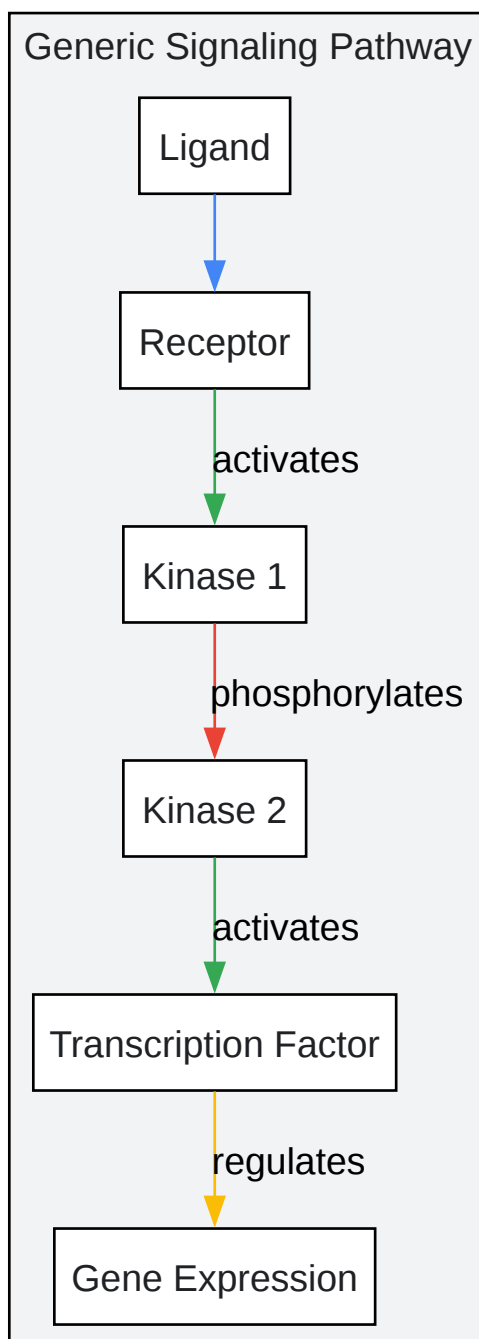 Generic Signaling Pathway
Ligand
Receptor
activates
Kinase 1
phosphorylates
Kinase 2
activates
Transcription Factor
regulates
Gene Expression